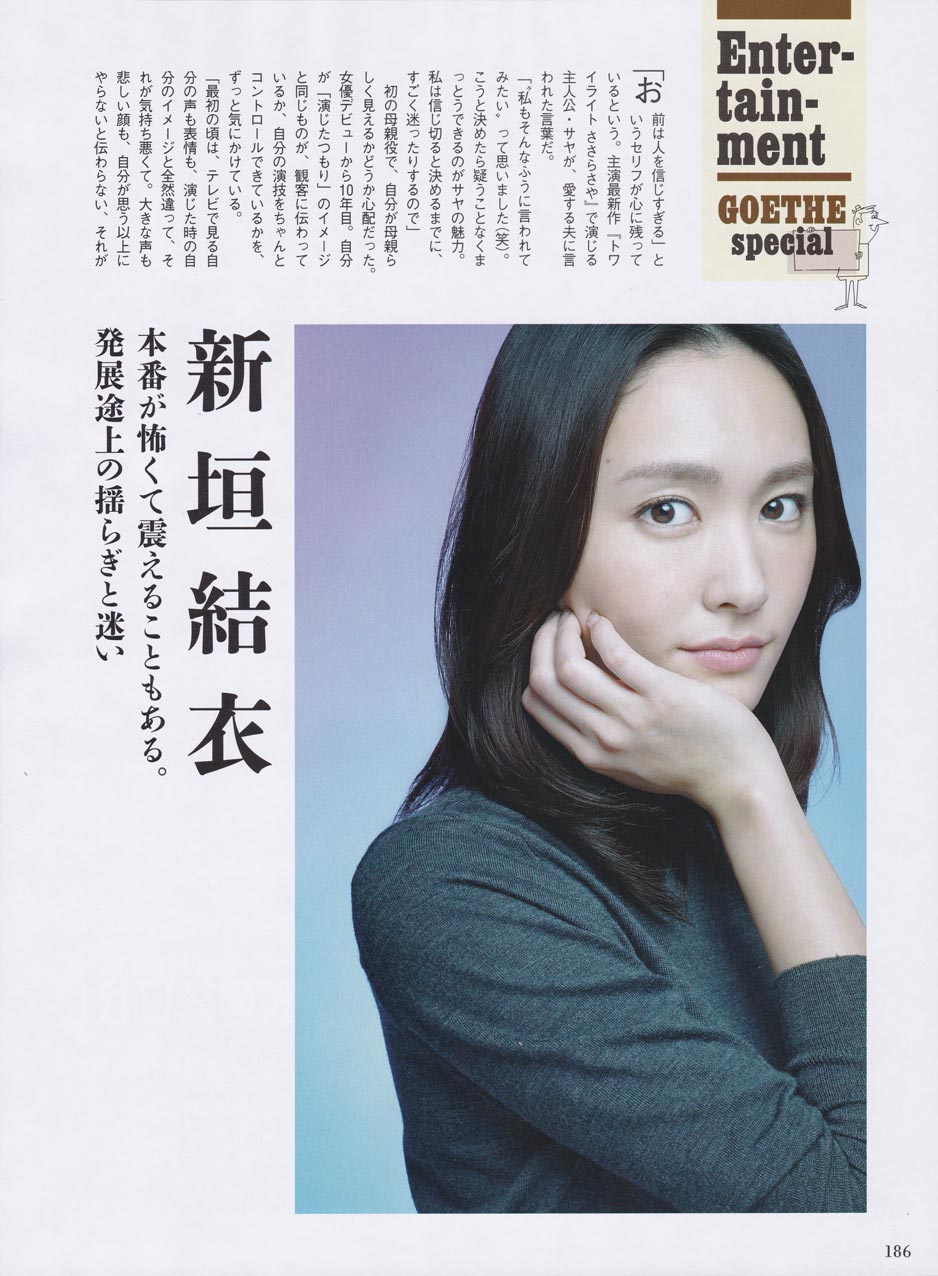 Enter-
tain-
ment
GOETHE
special
「お前は人を信じすぎる」と
いうセリフが心に残って
いるという。主演最新作『トワ
イライト ささらさや』で演じる
主人公・サヤが、愛する夫に言
われた言葉だ。
「〝私もそんなふうに言われて
みたい〟って思いました(笑)。
こうと決めたら疑うことなくま
っとうできるのがサヤの魅力。
私は信じ切ると決めるまでに、
すごく迷ったりするので」
初の母親役で、自分が母親ら
しく見えるかどうか心配だった。
女優デビューから10年目。自分
が「演じたつもり」のイメージ
と同じものが、観客に伝わって
いるか、自分の演技をちゃんと
コントロールできているかを、
ずっと気にかけている。
「最初の頃は、テレビで見る自
分の声も表情も、演じた時の自
分のイメージと全然違って、そ
れが気持ち悪くて。大きな声も
悲しい顔も、自分が思う以上に
やらないと伝わらない、それが
新垣結衣
本番が怖くて震えることもある。
発展途上の揺らぎと迷い
186